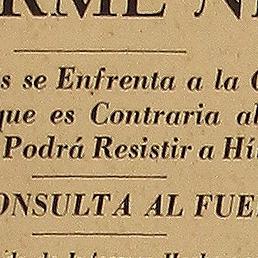 RME N
s se Enfrenta a la
que es Contraria al
Podrá Resistir a Hi
ONSULTA AL FUE